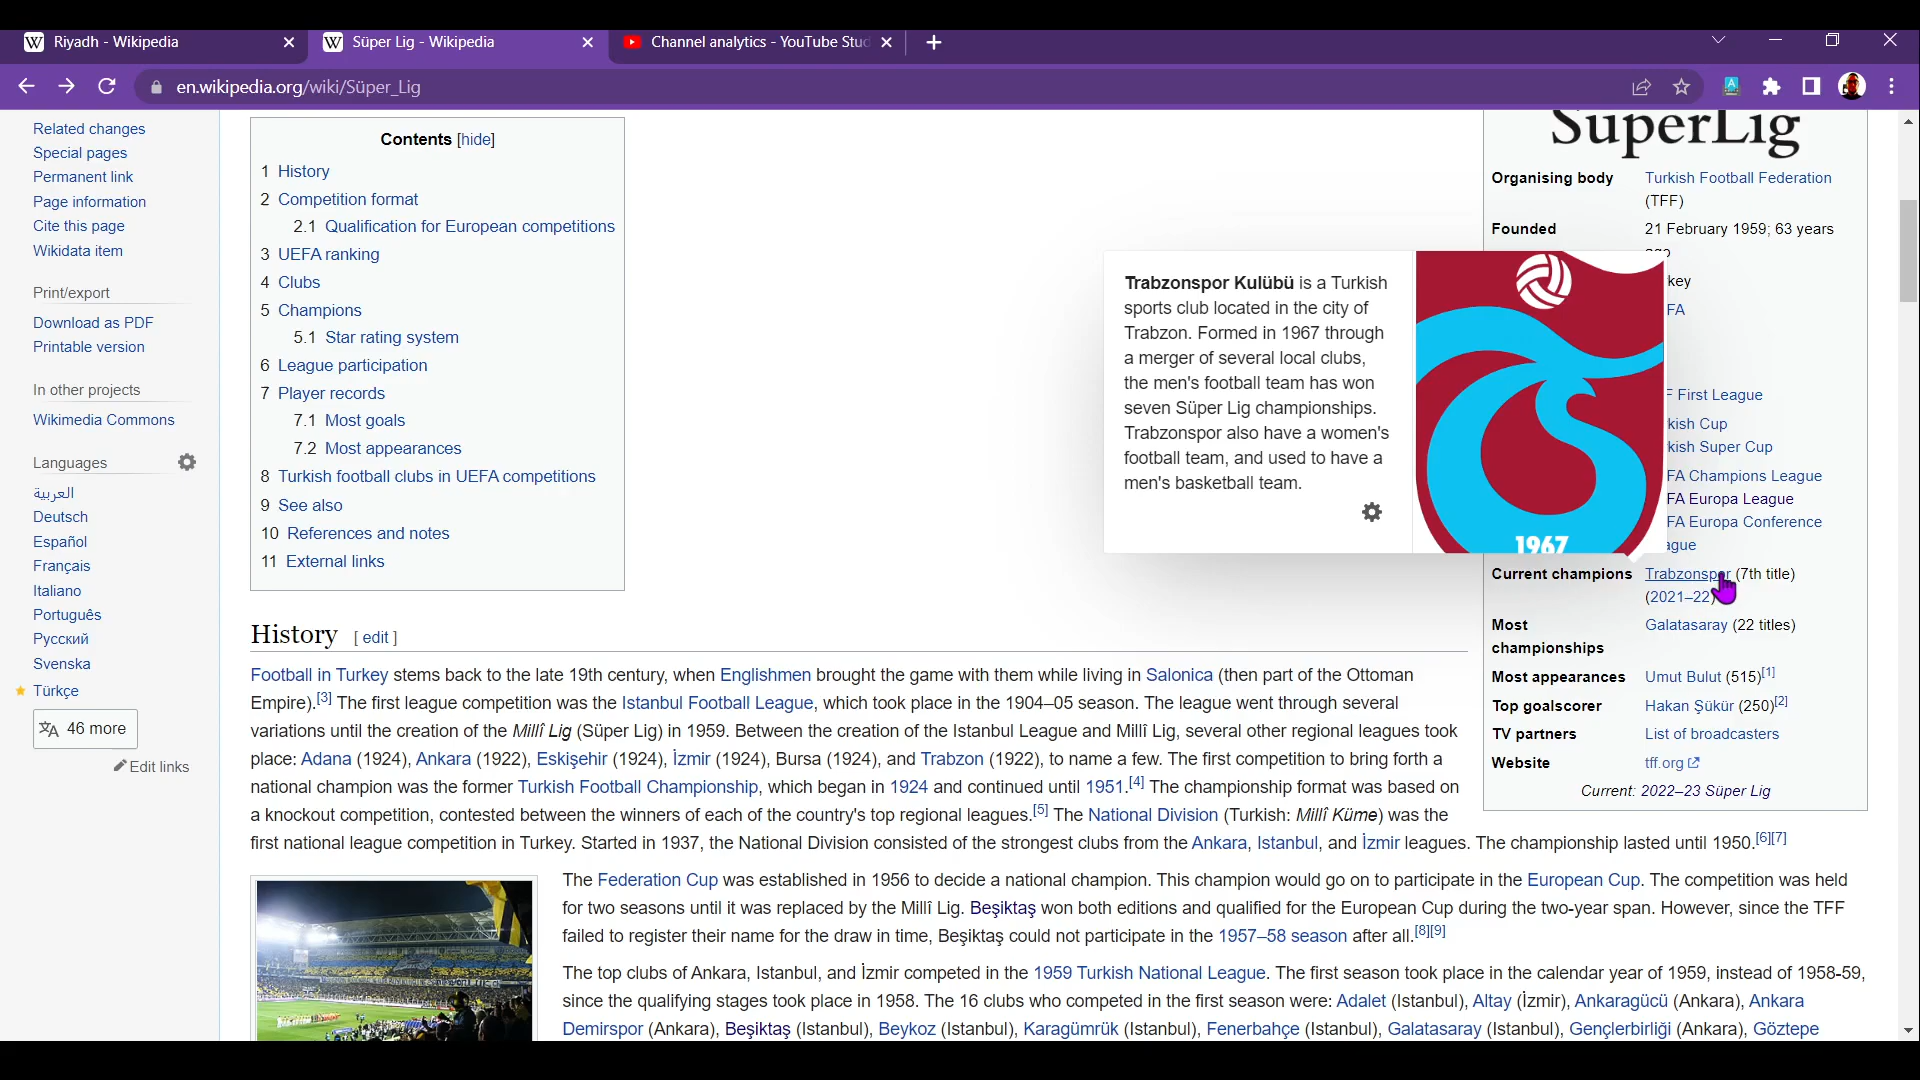 Riyadh - Wikipedia
Süper Lig - Wikipedia
Channel analytics - YouTube Stud
en.wikipedia.org/wiki/Süper_Lig
Related changes
Special pages
Permanent link
Page information
Cite this page
Wikidata item
Print/export
Download as PDF
Printable version
In other projects
Wikimedia Commons
Languages
العربية
Deutsch
Español
Français
Italiano
Português
Русский
Svenska
Türkçe
46 more
Edit links
Contents [hide]
1 History
2 Competition format
2.1 Qualification for European competitions
3 UEFA ranking
4 Clubs
5 Champions
5.1 Star rating system
6 League participation
7 Player records
7.1 Most goals
7.2 Most appearances
8 Turkish football clubs in UEFA competitions
9 See also
10 References and notes
11 External links
SüperLig
Organising body Turkish Football Federation
(TFF)
Founded 21 February 1959; 63 years
ago
key
FA
F First League
kish Cup
kish Super Cup
FA Champions League
FA Europa League
FA Europa Conference
ague
Current champions Trabzonspor (7th title)
(2021–22)
Most championships Galatasaray (22 titles)
Most appearances Umut Bulut (515)[1]
Top goalscorer Hakan Şükür (250)[2]
TV partners List of broadcasters
Website tff.org
Current: 2022–23 Süper Lig
Trabzonspor Kulübü is a Turkish
sports club located in the city of
Trabzon. Formed in 1967 through
a merger of several local clubs,
the men's football team has won
seven Süper Lig championships.
Trabzonspor also have a women's
football team, and used to have a
men's basketball team.
1967
History [ edit ]
Football in Turkey stems back to the late 19th century, when Englishmen brought the game with them while living in Salonica (then part of the Ottoman
Empire).[3] The first league competition was the Istanbul Football League, which took place in the 1904–05 season. The league went through several
variations until the creation of the Millî Lig (Süper Lig) in 1959. Between the creation of the Istanbul League and Millî Lig, several other regional leagues took
place: Adana (1924), Ankara (1922), Eskişehir (1924), İzmir (1924), Bursa (1924), and Trabzon (1922), to name a few. The first competition to bring forth a
national champion was the former Turkish Football Championship, which began in 1924 and continued until 1951.[4] The championship format was based on
a knockout competition, contested between the winners of each of the country's top regional leagues.[5] The National Division (Turkish: Millî Küme) was the
first national league competition in Turkey. Started in 1937, the National Division consisted of the strongest clubs from the Ankara, Istanbul, and İzmir leagues. The championship lasted until 1950.[6][7]
The Federation Cup was established in 1956 to decide a national champion. This champion would go on to participate in the European Cup. The competition was held
for two seasons until it was replaced by the Millî Lig. Beşiktaş won both editions and qualified for the European Cup during the two-year span. However, since the TFF
failed to register their name for the draw in time, Beşiktaş could not participate in the 1957–58 season after all.[8][9]
The top clubs of Ankara, Istanbul, and İzmir competed in the 1959 Turkish National League. The first season took place in the calendar year of 1959, instead of 1958-59,
since the qualifying stages took place in 1958. The 16 clubs who competed in the first season were: Adalet (Istanbul), Altay (İzmir), Ankaragücü (Ankara), Ankara
Demirspor (Ankara), Beşiktaş (Istanbul), Beykoz (Istanbul), Karagümrük (Istanbul), Fenerbahçe (Istanbul), Galatasaray (Istanbul), Gençlerbirliği (Ankara), Göztepe